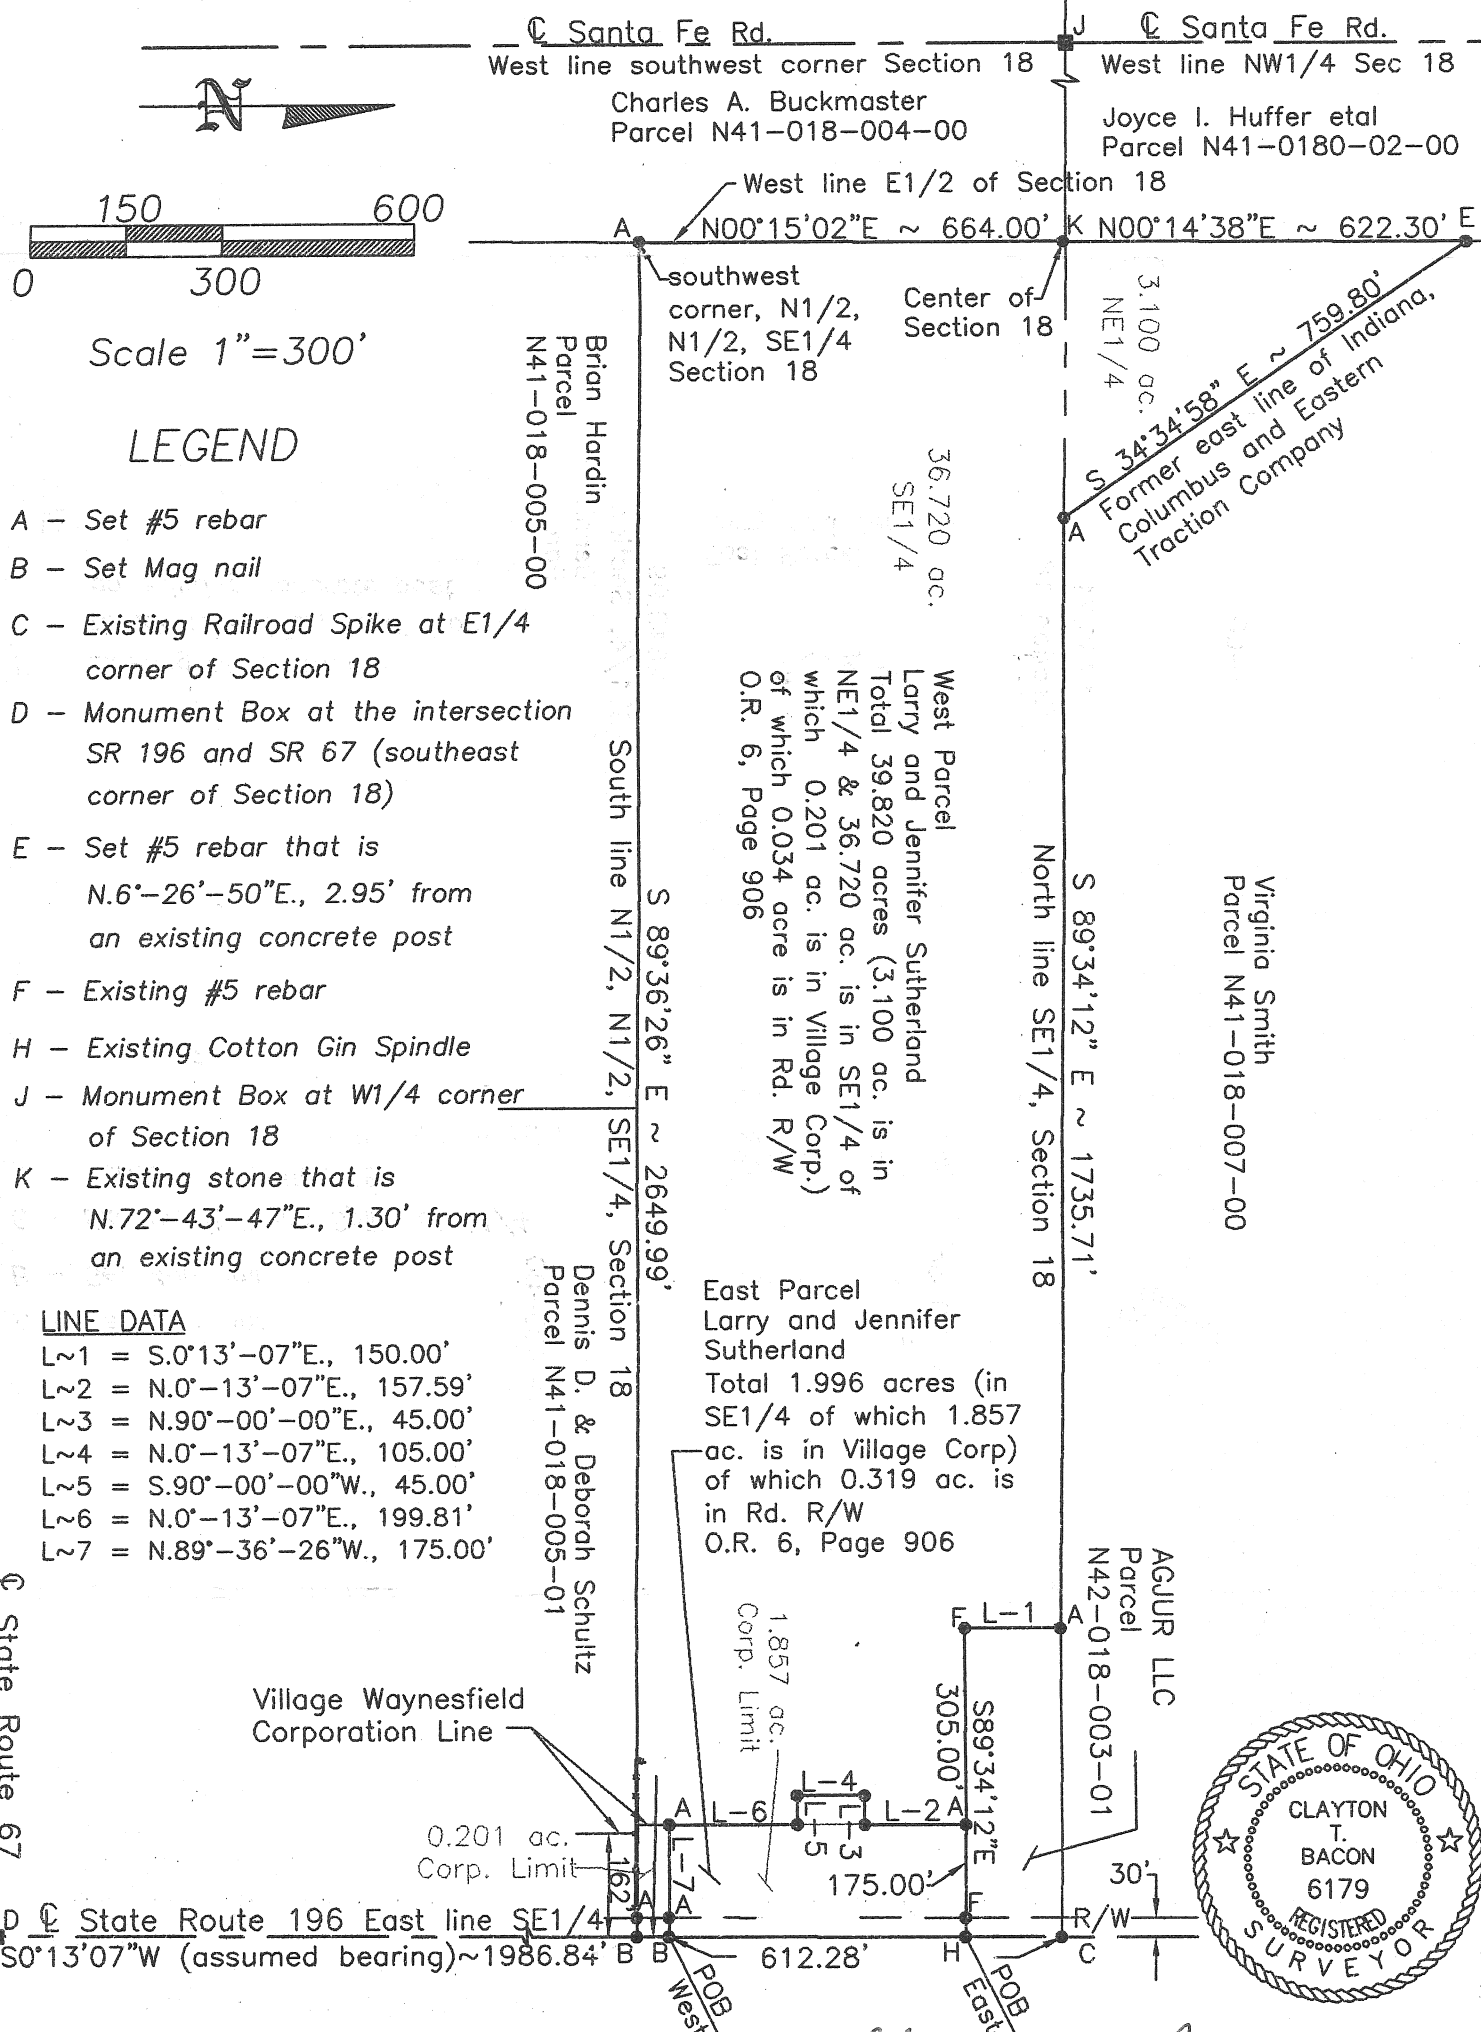 ℄ Santa Fe Rd.
J
℄ Santa Fe Rd.
West line southwest corner Section 18
West line NW1/4 Sec 18
N
Charles A. Buckmaster
Parcel N41-018-004-00
Joyce I. Huffer etal
Parcel N41-0180-02-00
West line E1/2 of Section 18
150
600
0
300
Scale 1"=300'
A
N00°15'02"E ~ 664.00'
K
N00°14'38"E ~ 622.30'
E
southwest
corner, N1/2,
N1/2, SE1/4
Section 18
Center of
Section 18
3.100 ac.
NE1/4
S 34°34'58" E ~ 759.80'
Former east line of Indiana,
Columbus and Eastern
Traction Company
A
Brian Hardin
Parcel
N41-018-005-00
36.720 ac.
SE1/4
LEGEND
A - Set #5 rebar
B - Set Mag nail
C - Existing Railroad Spike at E1/4
corner of Section 18
D - Monument Box at the intersection
SR 196 and SR 67 (southeast
corner of Section 18)
E - Set #5 rebar that is
N.6°-26'-50"E., 2.95' from
an existing concrete post
F - Existing #5 rebar
H - Existing Cotton Gin Spindle
J - Monument Box at W1/4 corner
of Section 18
K - Existing stone that is
N.72°-43'-47"E., 1.30' from
an existing concrete post
West Parcel
Larry and Jennifer Sutherland
Total 39.820 acres (3.100 ac. is in
NE1/4 & 36.720 ac. is in SE1/4 of
which 0.201 ac. is in Village Corp.)
of which 0.034 acre is in Rd. R/W
O.R. 6, Page 906
South line N1/2, N1/2, SE1/4, Section 18
S 89°36'26" E ~ 2649.99'
North line SE1/4, Section 18
S 89°34'12" E ~ 1735.71'
Virginia Smith
Parcel N41-018-007-00
LINE DATA
L~1 = S.0°13'-07"E., 150.00'
L~2 = N.0°-13'-07"E., 157.59'
L~3 = N.90°-00'-00"E., 45.00'
L~4 = N.0°-13'-07"E., 105.00'
L~5 = S.90°-00'-00"W., 45.00'
L~6 = N.0°-13'-07"E., 199.81'
L~7 = N.89°-36'-26"W., 175.00'
Dennis D. & Deborah Schultz
Parcel N41-018-005-01
East Parcel
Larry and Jennifer
Sutherland
Total 1.996 acres (in
SE1/4 of which 1.857
ac. is in Village Corp)
of which 0.319 ac. is
in Rd. R/W
O.R. 6, Page 906
AGJUR LLC
Parcel
N42-018-003-01
℄ State Route 67
Village Waynesfield
Corporation Line
1.857 ac.
Corp. Limit
F
L-1
A
305.00'
S89°34'12"E
A
L-6
L-4
L-5
L-3
L-2
A
0.201 ac.
Corp. Limit
162'
L-7
175.00'
30'
A
A
F
R/W
D ℄ State Route 196 East line SE1/4
S0°13'07"W (assumed bearing)~1986.84'
B
B
612.28'
H
C
POB
West
POB
East
STATE OF OHIO
CLAYTON
T.
BACON
6179
REGISTERED
SURVEYOR